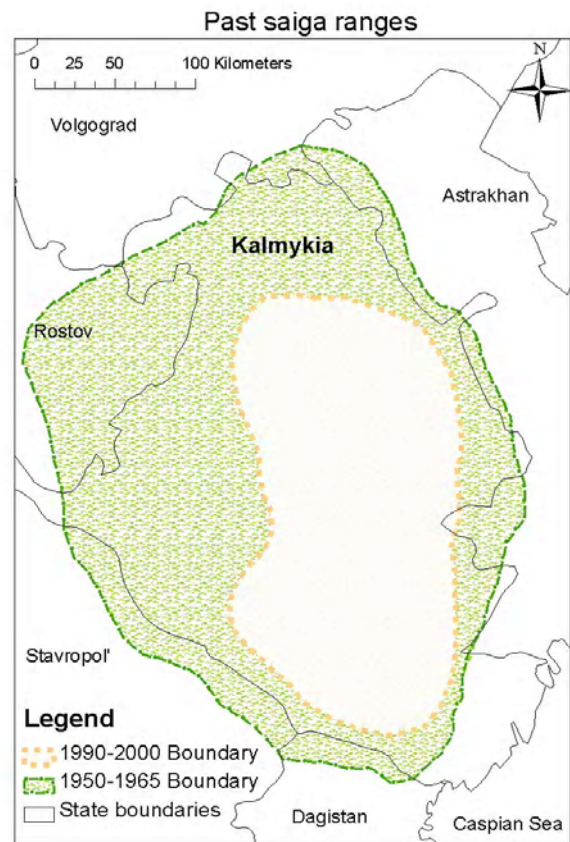 Past saiga ranges
0 25 50 100 Kilometers
N
Volgograd
Astrakhan
Kalmykia
Rostov
Stavropol'
Legend
1990-2000 Boundary
1950-1965 Boundary
State boundaries
Dagistan
Caspian Sea